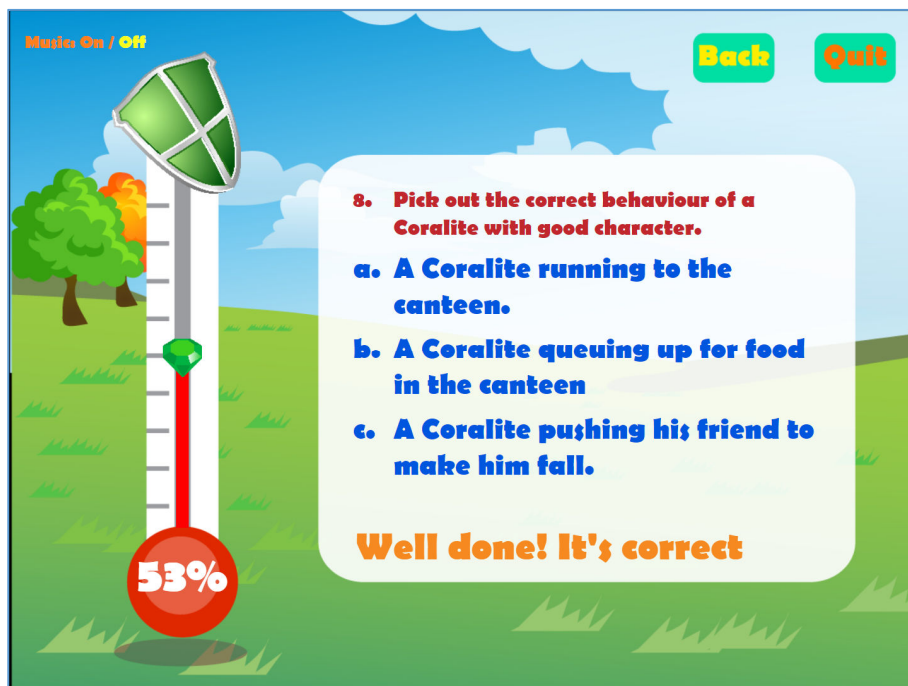 Music: On / Off
Back
Quit
8. Pick out the correct behaviour of a
Coralite with good character.
a. A Coralite running to the
canteen.
b. A Coralite queuing up for food
in the canteen
c. A Coralite pushing his friend to
make him fall.
Well done! It's correct
53%